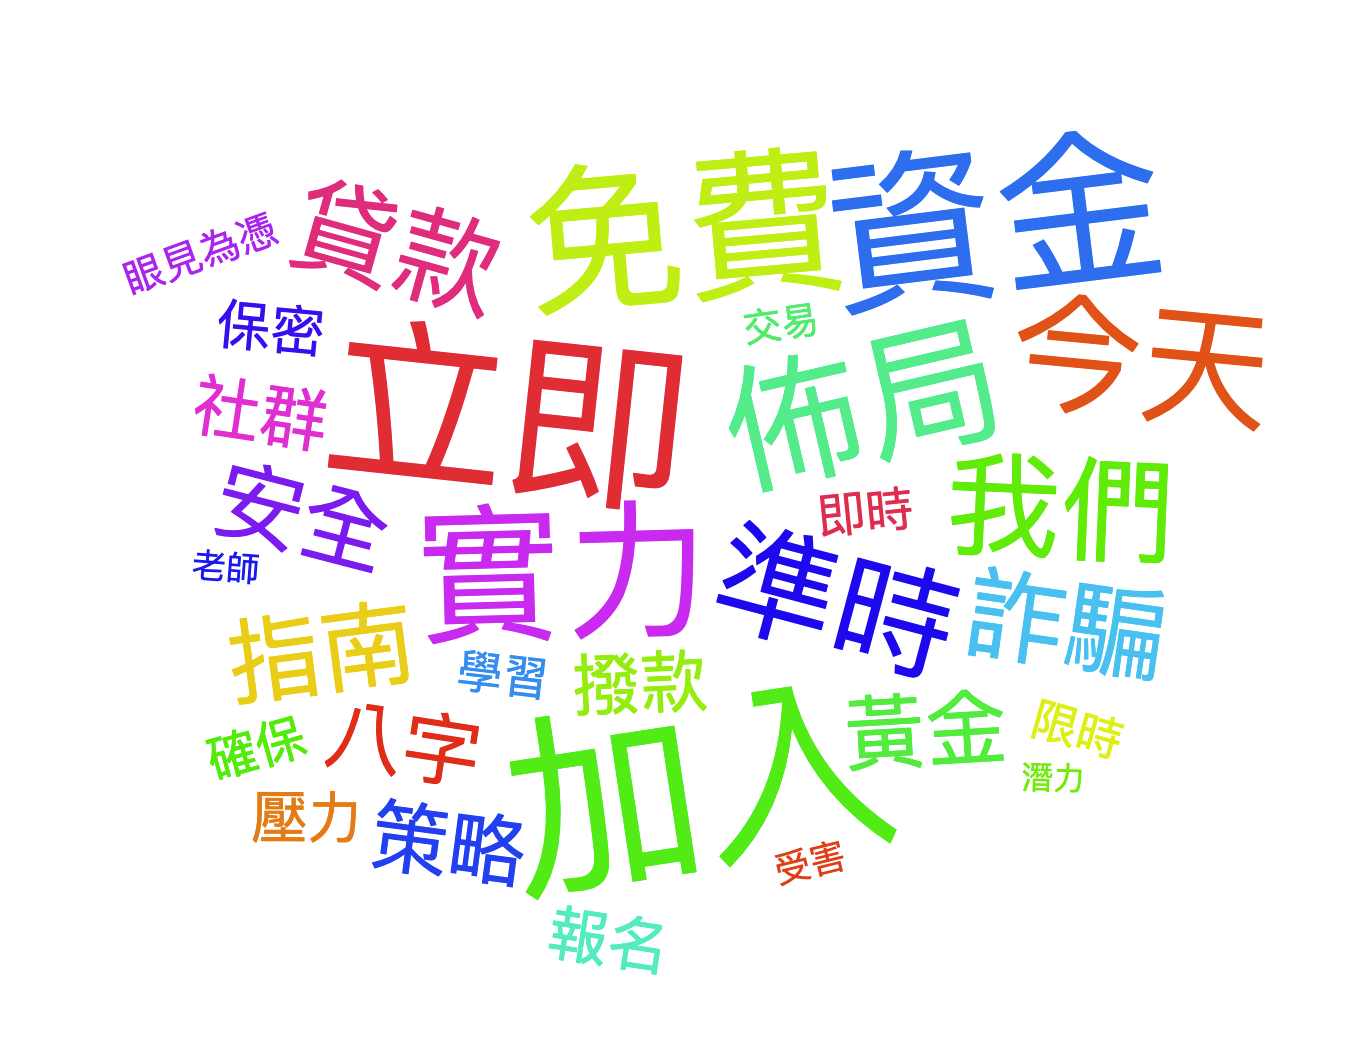 資金
免費
貸款
眼見為憑
保密
交易
今天
立即
佈局
社群
我們
安全
即時
實力
準時
老師
詐騙
指南
學習
撥款
黃金
限時
確保
八字
加入
潛力
壓力
策略
受害
報名